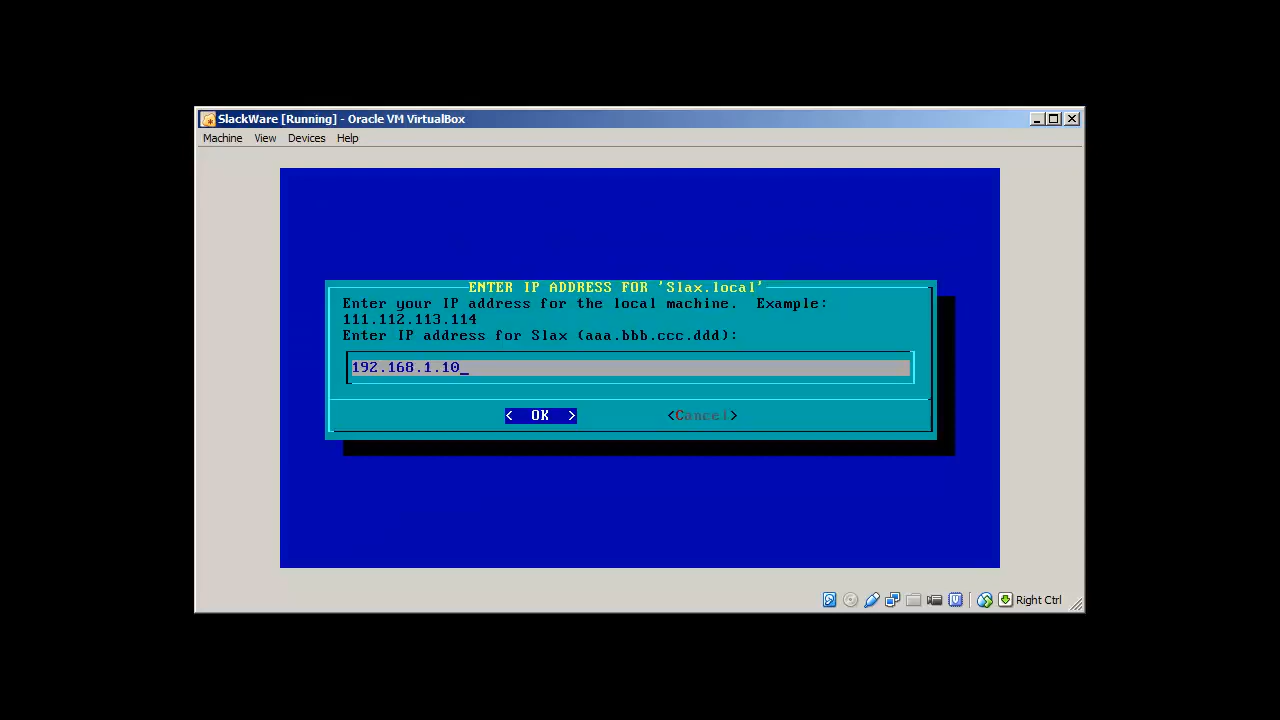 SlackWare [Running] - Oracle VM VirtualBox
Machine View Devices Help
ENTER IP ADDRESS FOR 'Slax.local'
Enter your IP address for the local machine. Example:
111.112.113.114
Enter IP address for Slax (aaa.bbb.ccc.ddd):
192.168.1.10_
< OK > <Cancel>
Right Ctrl